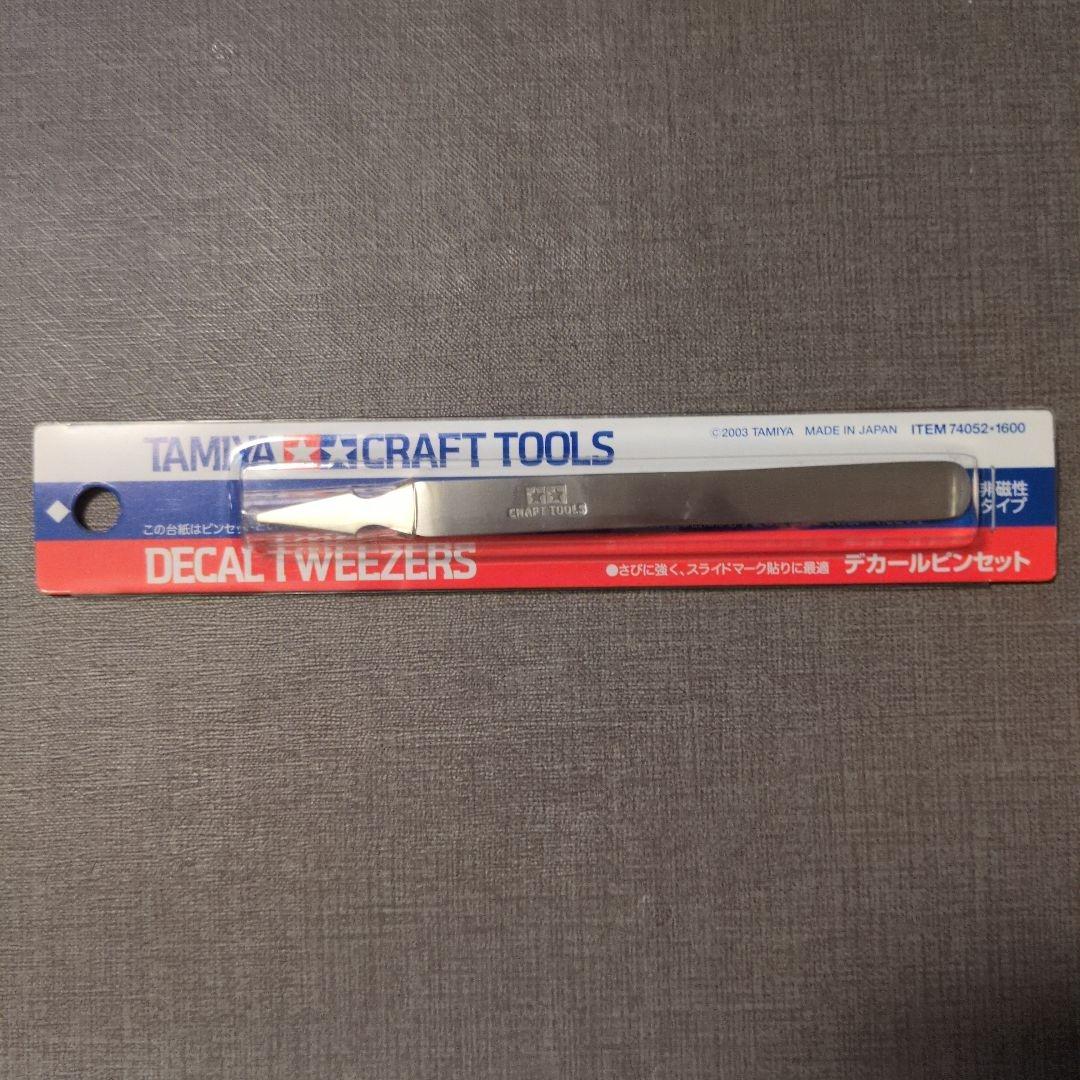 TAMIYA CRAFT TOOLS
©2003 TAMIYA MADE IN JAPAN ITEM 74052•1600
CRAFT TOOLS
非磁性
タイプ
この台紙はピンセ
DECAL TWEEZERS
●さびに強く、スライドマーク貼りに最適 デカールピンセット